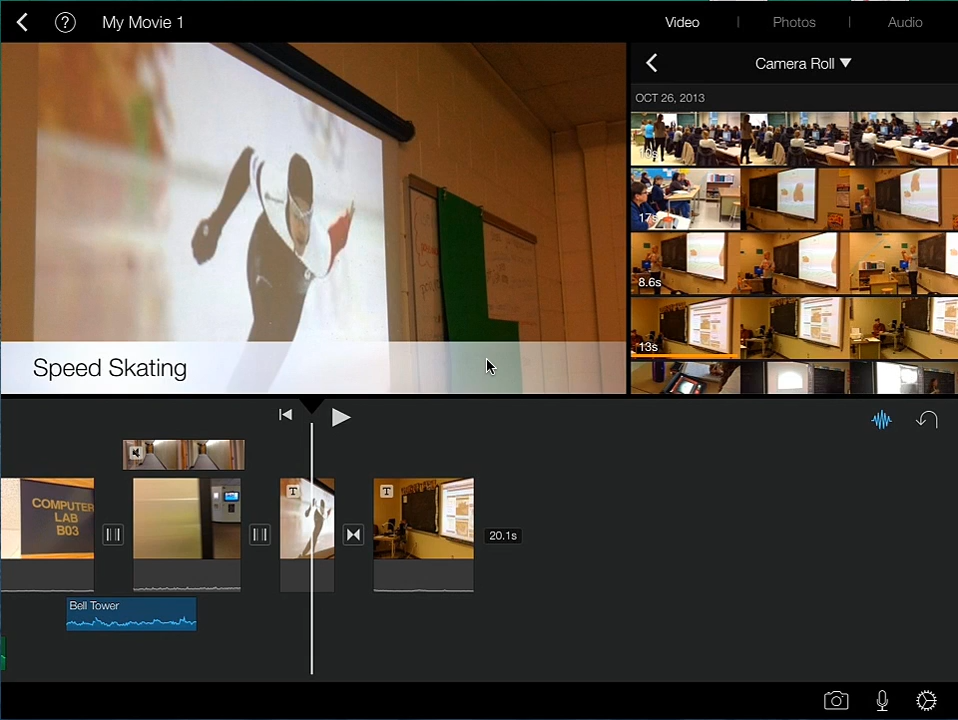 My Movie 1
Video
Photos
Audio
Camera Roll
OCT 26, 2013
17s
8.6s
13s
Speed Skating
T
T
COMPUTER
LAB
B03
20.1s
Bell Tower